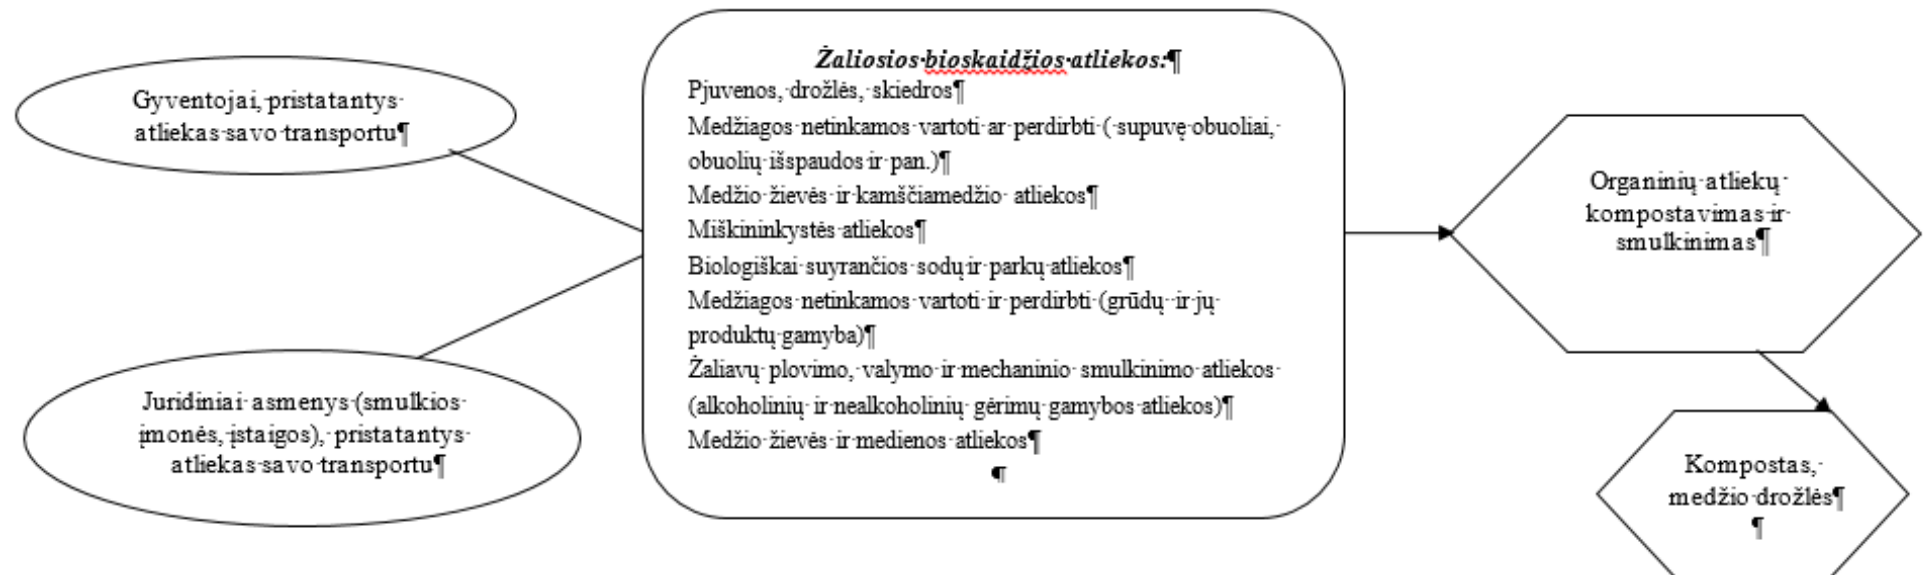 Gyventojai, pristatantys
atliekas savo transportu¶
Juridiniai asmenys (smulkios
įmonės, įstaigos), pristatantys
atliekas savo transportu¶
Žaliosios bioskaidžios atliekos:¶
Pjuvenos, drožlės, skiedros¶
Medžiagos netinkamos vartoti ar perdirbti ( supuvę obuoliai,
obuolių išspaudos ir pan.)¶
Medžio žievės ir kamščiamedžio atliekos¶
Miškininkystės atliekos¶
Biologiškai suyrančios sodų ir parkų atliekos¶
Medžiagos netinkamos vartoti ir perdirbti (grūdų ir jų
produktų gamyba)¶
Žaliavų plovimo, valymo ir mechaninio smulkinimo atliekos
(alkoholinių ir nealkoholinių gėrimų gamybos atliekos)¶
Medžio žievės ir medienos atliekos¶
¶
Organinių atliekų
kompostavimas ir
smulkinimas¶
Kompostas,
medžio drožlės¶
¶